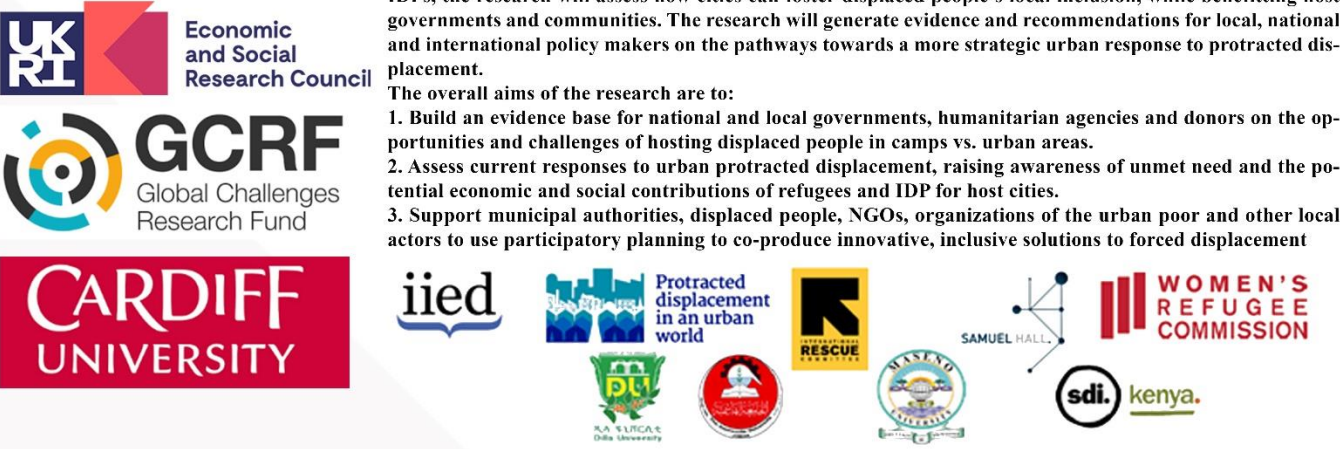 UK
RI
Economic
and Social
Research Council
GCRF
Global Challenges
Research Fund
CARDIFF
UNIVERSITY
governments and communities. The research will generate evidence and recommendations for local, national
and international policy makers on the pathways towards a more strategic urban response to protracted dis-
placement.
The overall aims of the research are to:
1. Build an evidence base for national and local governments, humanitarian agencies and donors on the op-
portunities and challenges of hosting displaced people in camps vs. urban areas.
2. Assess current responses to urban protracted displacement, raising awareness of unmet need and the po-
tential economic and social contributions of refugees and IDP for host cities.
3. Support municipal authorities, displaced people, NGOs, organizations of the urban poor and other local
actors to use participatory planning to co-produce innovative, inclusive solutions to forced displacement
iied
Protracted
displacement
in an urban
world
INTERNATIONAL
RESCUE
COMMITTEE
SAMUEL HALL.
WOMEN'S
REFUGEE
COMMISSION
DU
Dilla University
MASENO
UNIVERSITY
sdi.
kenya.